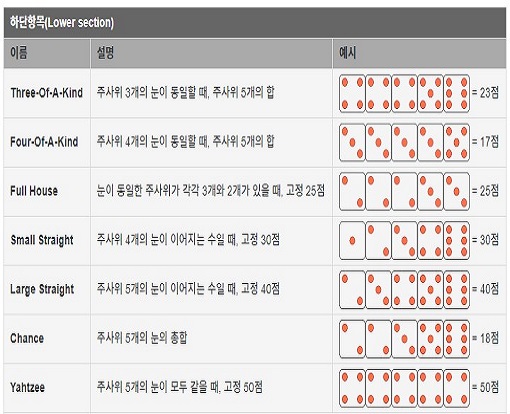 하단항목(Lower section)
이름 설명 예시
Three-Of-A-Kind 주사위 3개의 눈이 동일할 때, 주사위 5개의 합 = 23점
Four-Of-A-Kind 주사위 4개의 눈이 동일할 때, 주사위 5개의 합 = 17점
Full House 눈이 동일한 주사위가 각각 3개와 2개가 있을 때, 고정 25점 = 25점
Small Straight 주사위 4개의 눈이 이어지는 수일 때, 고정 30점 = 30점
Large Straight 주사위 5개의 눈이 이어지는 수일 때, 고정 40점 = 40점
Chance 주사위 5개의 눈의 총합 = 18점
Yahtzee 주사위 5개의 눈이 모두 같을 때, 고정 50점 = 50점